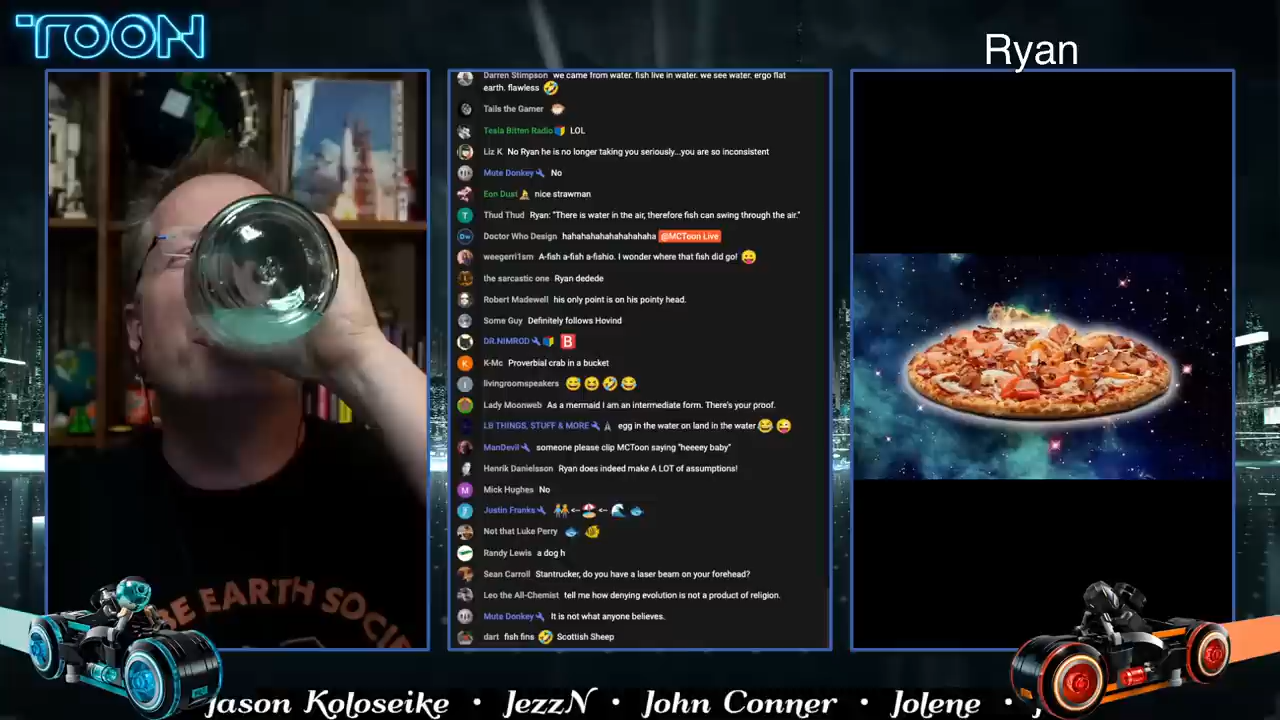 TOON
Ryan
Darren Stimpson we came from water. fish live in water. we see water. ergo flat
earth. flawless
Tails the Gamer
Tesla Bitten Radio LOL
Liz K No Ryan he is no longer taking you seriously...you are so inconsistent
Mute Donkey No
Eon Dust nice strawman
T Thud Thud Ryan: "There is water in the air, therefore fish can swing through the air."
Dw Doctor Who Design hahahahahahahahaha @MCToon Live
weegerri1sm A-fish a-fish a-fishio. I wonder where that fish did go!
the sarcastic one Ryan dedede
Robert Madewell his only point is on his pointy head.
Some Guy Definitely follows Hovind
DR.NIMROD B
K K-Mc Proverbial crab in a bucket
l livingroomspeakers
Lady Moonweb As a mermaid I am an intermediate form. There's your proof.
LB THINGS, STUFF & MORE egg in the water on land in the water
ManDevil someone please clip MCToon saying "heeeey baby"
Henrik Danielsson Ryan does indeed make A LOT of assumptions!
M Mick Hughes No
Justin Franks <- <-
Not that Luke Perry
Randy Lewis a dog h
Sean Carroll Stantrucker, do you have a laser beam on your forehead?
Leo the All-Chemist tell me how denying evolution is not a product of religion.
Mute Donkey It is not what anyone believes.
dart fish fins Scottish Sheep
BE EARTH SOCIE
Jason Koloseike • JezzN • John Conner • Jolene •